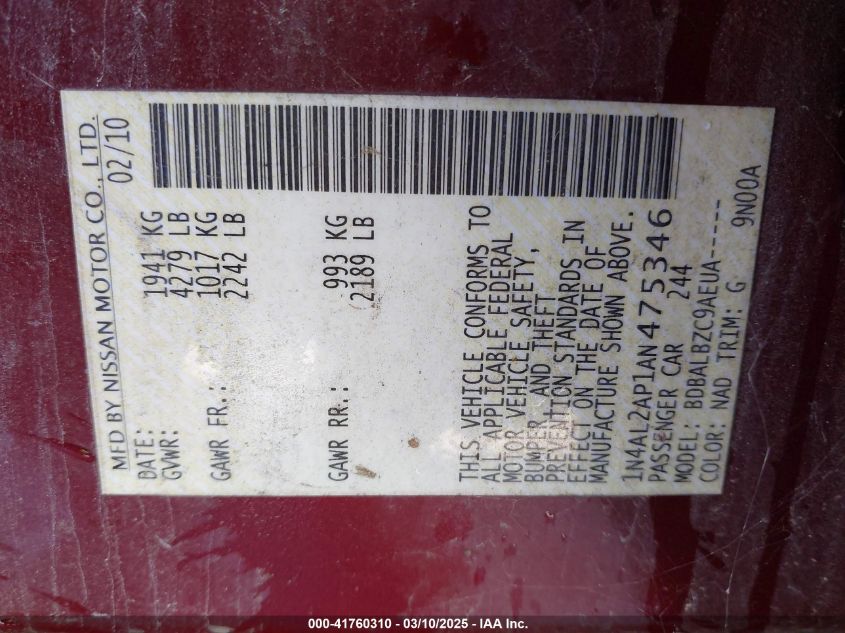 MFD BY NISSAN MOTOR CO., LTD.
DATE: 02/10
GVWR: 1941 KG
4279 LB
GAWR FR.: 1017 KG
2242 LB
GAWR RR.: 993 KG
2189 LB
THIS VEHICLE CONFORMS TO
ALL APPLICABLE FEDERAL
MOTOR VEHICLE SAFETY,
BUMPER, AND THEFT
PREVENTION STANDARDS IN
EFFECT ON THE DATE OF
MANUFACTURE SHOWN ABOVE.
1N4AL2AP1AN475346
PASSENGER CAR 244
MODEL: BDBALBZC9AEUA-----
COLOR: NAD TRIM: G 9N00A
000-41760310 - 03/10/2025 - IAA Inc.